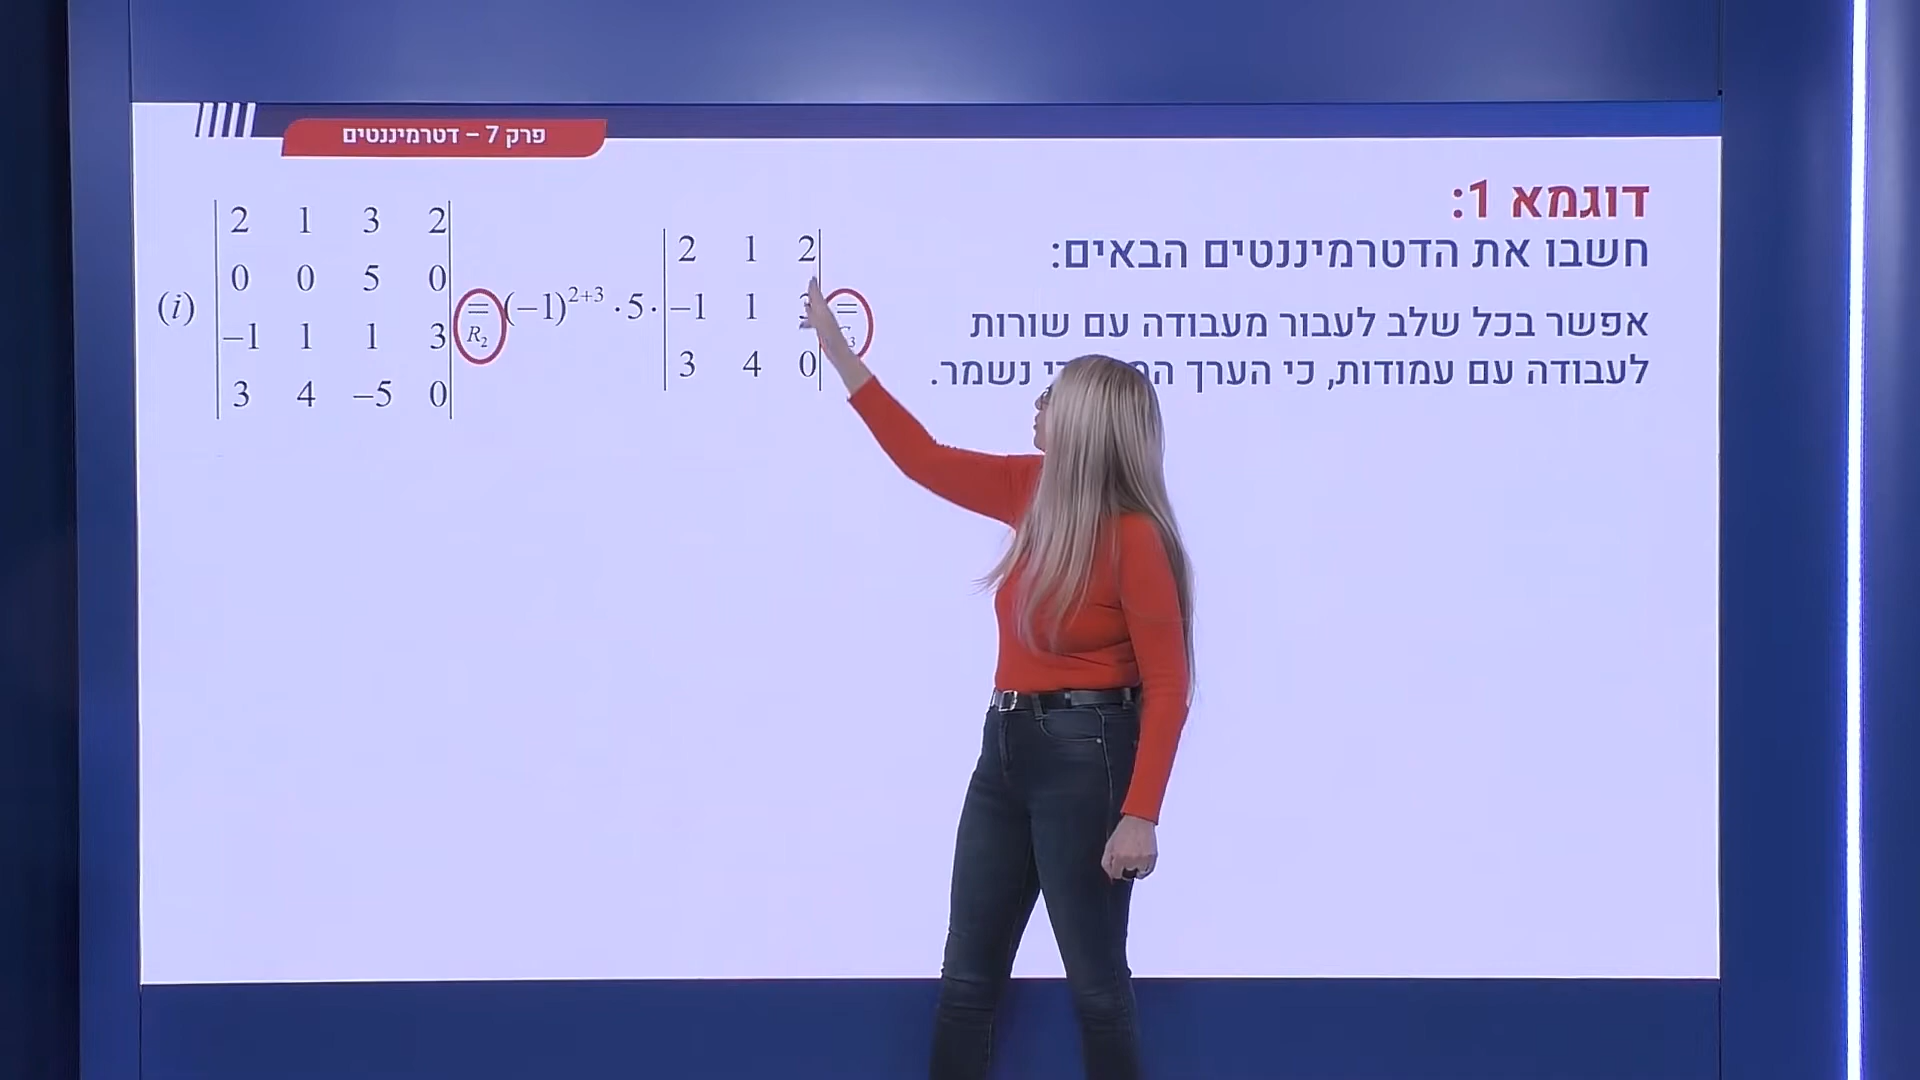 פרק 7 – דטרמיננטים
דוגמא 1:
חשבו את הדטרמיננטים הבאים:
אפשר בכל שלב לעבור מעבודה עם שורות
לעבודה עם עמודות, כי הערך נשמר.
(i)
2 1 3 2
0 0 5 0
−1 1 1 3
3 4 −5 0
= R₂
(−1)²⁺³ · 5 ·
2 1 2
−1 1 3
3 4 0
=